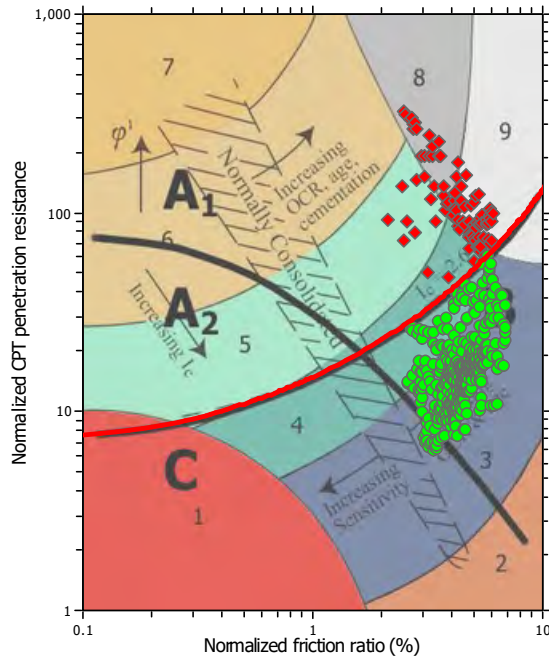 1,000
7
8
9
φ'
Increasing
OCR, age,
cementation
Normally Consolidated
A₁
100
6
A₂
Increasing Ic
5
10
4
C
3
1
Increasing
Sensitivity
2
1
0.1
1
10
Normalized CPT penetration resistance
Normalized friction ratio (%)